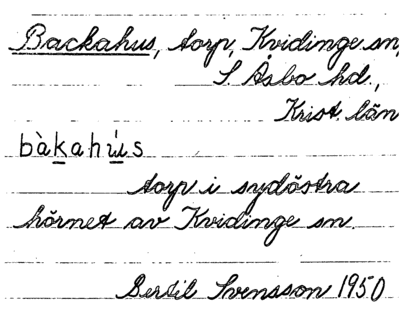 Backahus, torp, Kvidinge sn,
S. Åsbo hd.,
Krist. län
bàkahús
torp i sydöstra
hörnet av Kvidinge sn.
Bertil Svensson 1950